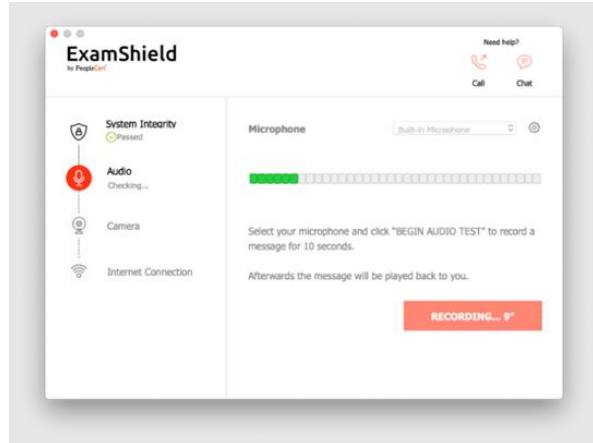 Need help?
ExamShield
by PeopleCert
Call
Chat
System Integrity
Passed
Audio
Checking...
Camera
Internet Connection
Microphone
Built-in Microphone
Select your microphone and click "BEGIN AUDIO TEST" to record a
message for 10 seconds.
Afterwards the message will be played back to you.
RECORDING... 9"